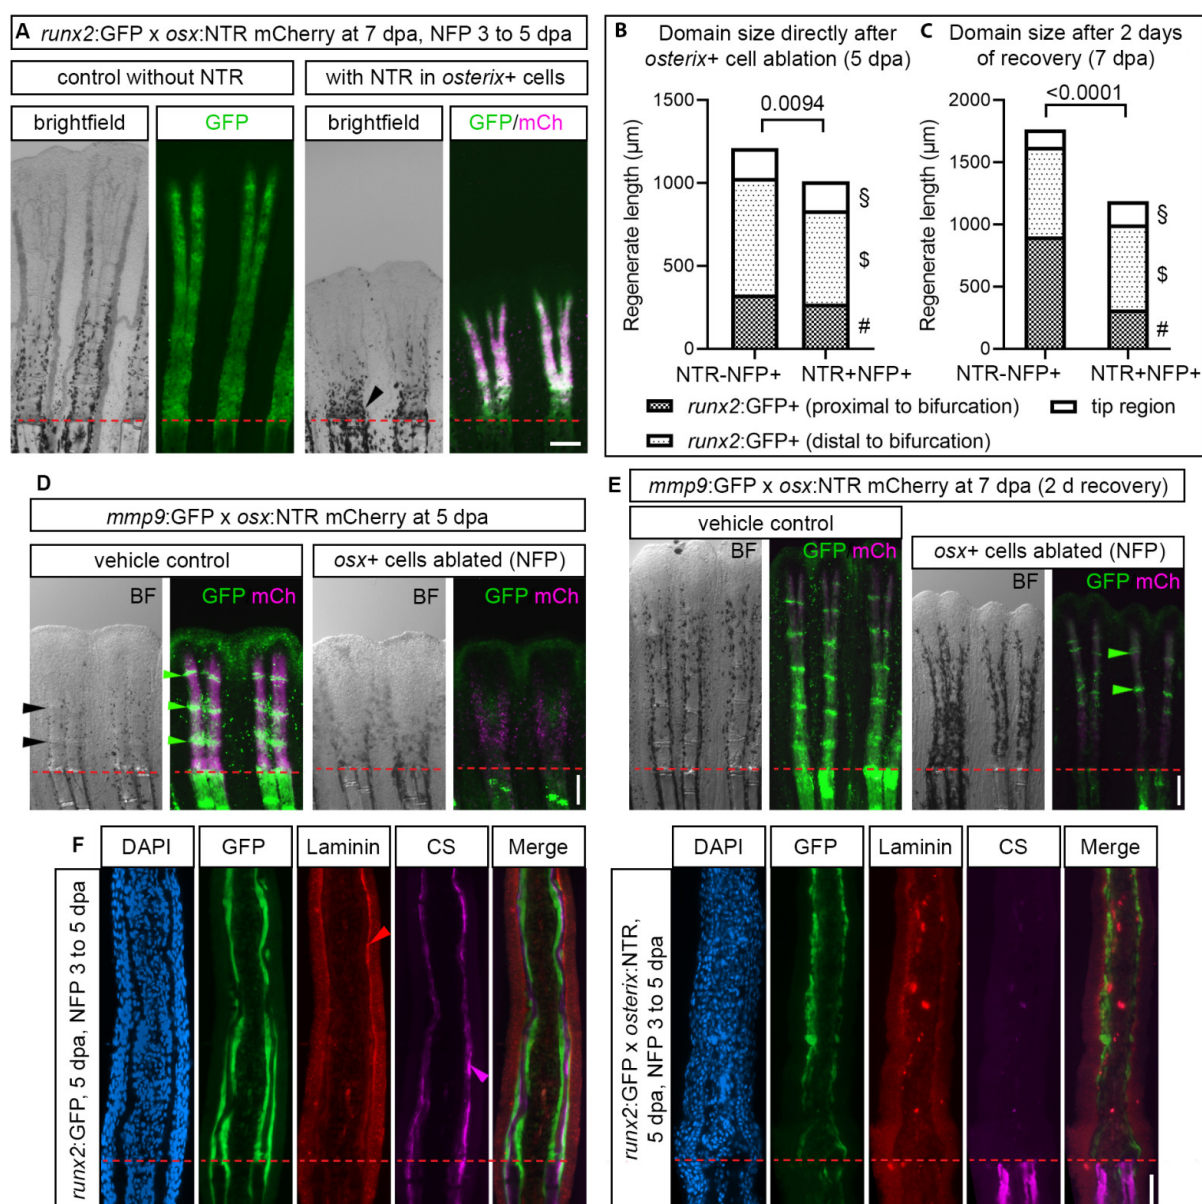 A
runx2:GFP x osx:NTR mCherry at 7 dpa, NFP 3 to 5 dpa
control without NTR
with NTR in osterix+ cells
brightfield
GFP
brightfield
GFP/mCh
B
Domain size directly after
osterix+ cell ablation (5 dpa)
0.0094
Regenerate length (µm)
1500
1000
500
0
§
$
#
NTR-NFP+
NTR+NFP+
C
Domain size after 2 days
of recovery (7 dpa)
<0.0001
Regenerate length (µm)
2000
1500
1000
500
0
§
$
#
NTR-NFP+
NTR+NFP+
runx2:GFP+ (proximal to bifurcation)
tip region
runx2:GFP+ (distal to bifurcation)
D
mmp9:GFP x osx:NTR mCherry at 5 dpa
vehicle control
osx+ cells ablated (NFP)
BF
GFP mCh
BF
GFP mCh
E
mmp9:GFP x osx:NTR mCherry at 7 dpa (2 d recovery)
vehicle control
osx+ cells ablated (NFP)
BF
GFP mCh
BF
GFP mCh
F
DAPI
GFP
Laminin
CS
Merge
runx2:GFP, 5 dpa, NFP 3 to 5 dpa
DAPI
GFP
Laminin
CS
Merge
runx2:GFP x osterix:NTR,
5 dpa, NFP 3 to 5 dpa